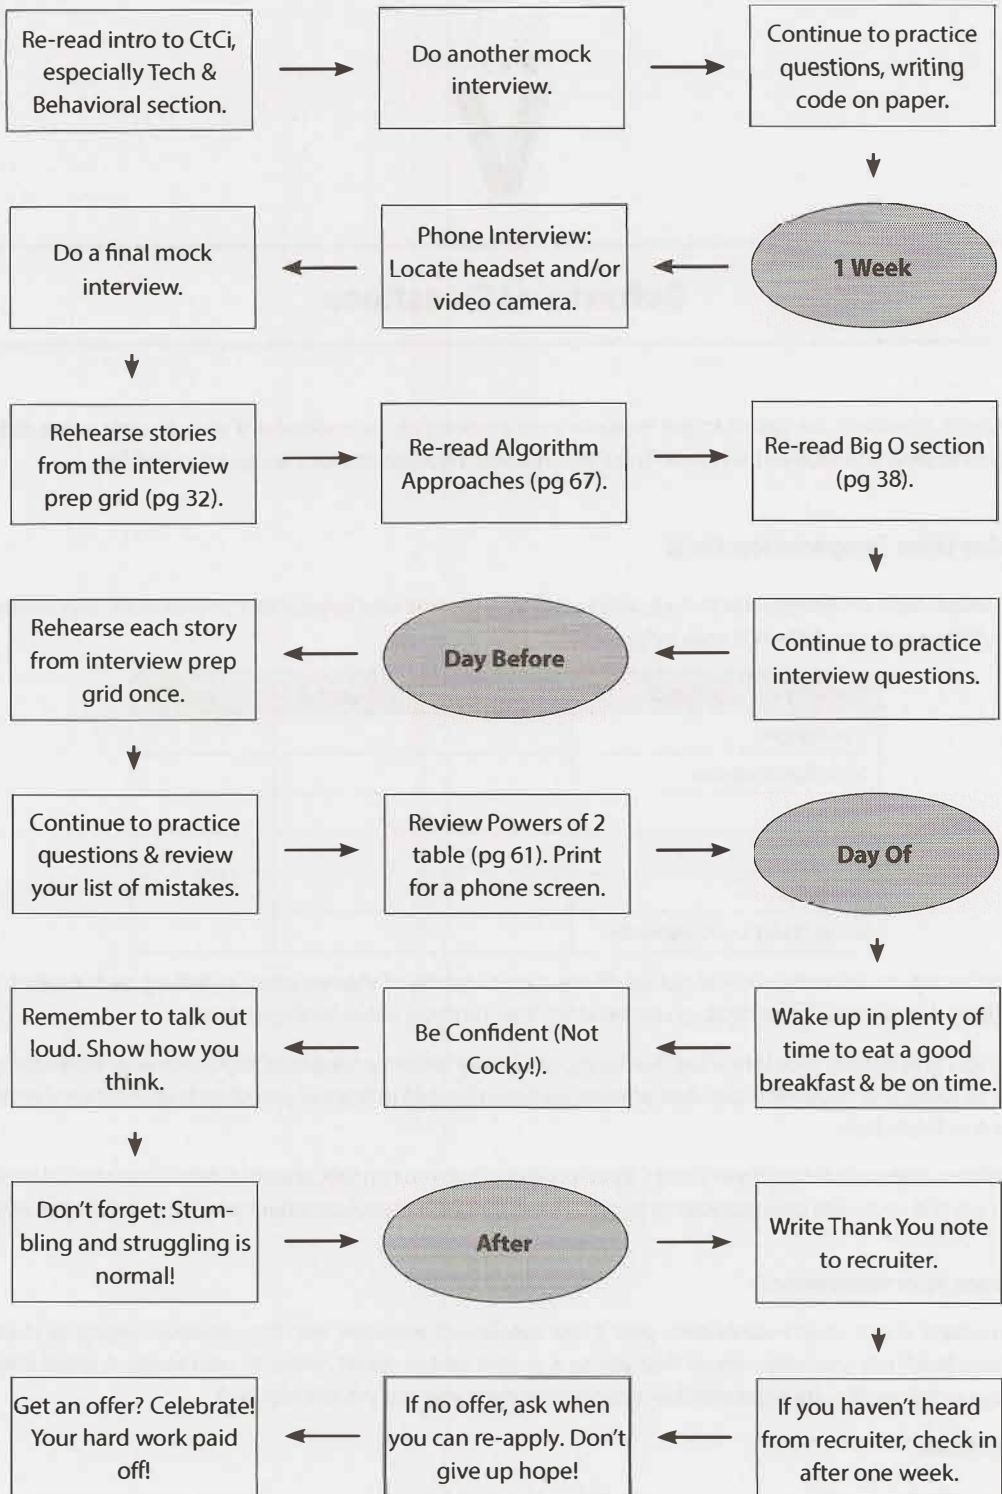 Re-read intro to CtCi,
especially Tech &
Behavioral section.
Do another mock
interview.
Continue to practice
questions, writing
code on paper.
1 Week
Phone Interview:
Locate headset and/or
video camera.
Do a final mock
interview.
Rehearse stories
from the interview
prep grid (pg 32).
Re-read Algorithm
Approaches (pg 67).
Re-read Big O section
(pg 38).
Continue to practice
interview questions.
Day Before
Rehearse each story
from interview prep
grid once.
Continue to practice
questions & review
your list of mistakes.
Review Powers of 2
table (pg 61). Print
for a phone screen.
Day Of
Wake up in plenty of
time to eat a good
breakfast & be on time.
Be Confident (Not
Cocky!).
Remember to talk out
loud. Show how you
think.
Don't forget: Stum-
bling and struggling is
normal!
After
Write Thank You note
to recruiter.
If you haven't heard
from recruiter, check in
after one week.
If no offer, ask when
you can re-apply. Don't
give up hope!
Get an offer? Celebrate!
Your hard work paid
off!